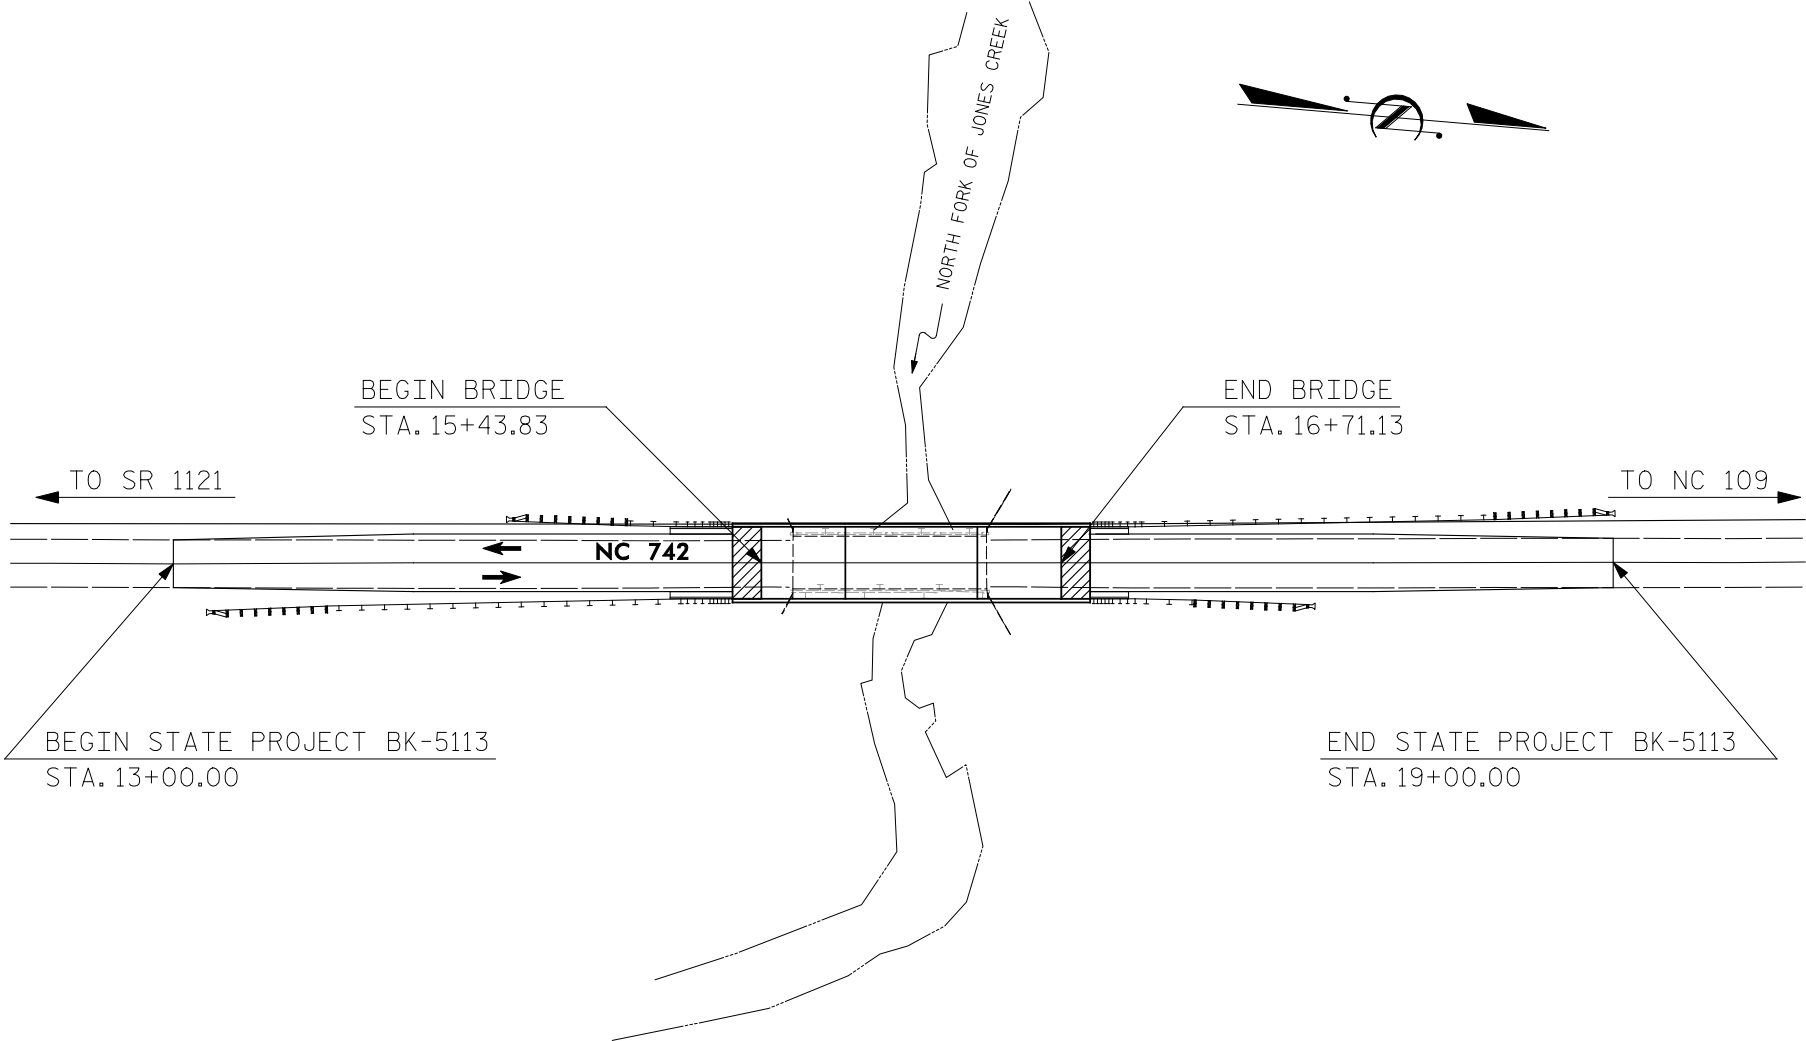 NORTH FORK OF JONES CREEK
BEGIN BRIDGE
STA. 15+43.83
END BRIDGE
STA. 16+71.13
TO SR 1121
TO NC 109
NC 742
BEGIN STATE PROJECT BK-5113
STA. 13+00.00
END STATE PROJECT BK-5113
STA. 19+00.00